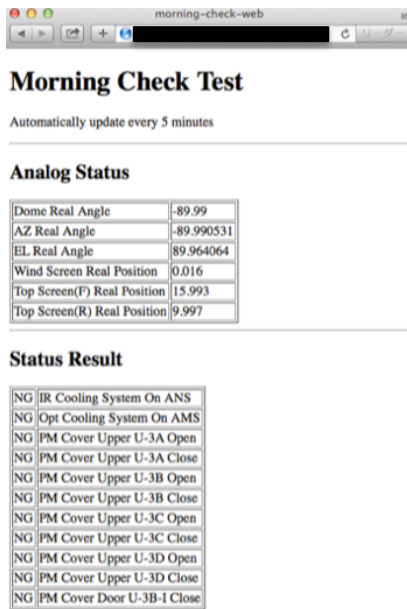 morning-check-web
リーダー
Morning Check Test
Automatically update every 5 minutes
Analog Status
Dome Real Angle -89.99
AZ Real Angle -89.990531
EL Real Angle 89.964064
Wind Screen Real Position 0.016
Top Screen(F) Real Position 15.993
Top Screen(R) Real Position 9.997
Status Result
NG IR Cooling System On ANS
NG Opt Cooling System On AMS
NG PM Cover Upper U-3A Open
NG PM Cover Upper U-3A Close
NG PM Cover Upper U-3B Open
NG PM Cover Upper U-3B Close
NG PM Cover Upper U-3C Open
NG PM Cover Upper U-3C Close
NG PM Cover Upper U-3D Open
NG PM Cover Upper U-3D Close
NG PM Cover Door U-3B-I Close